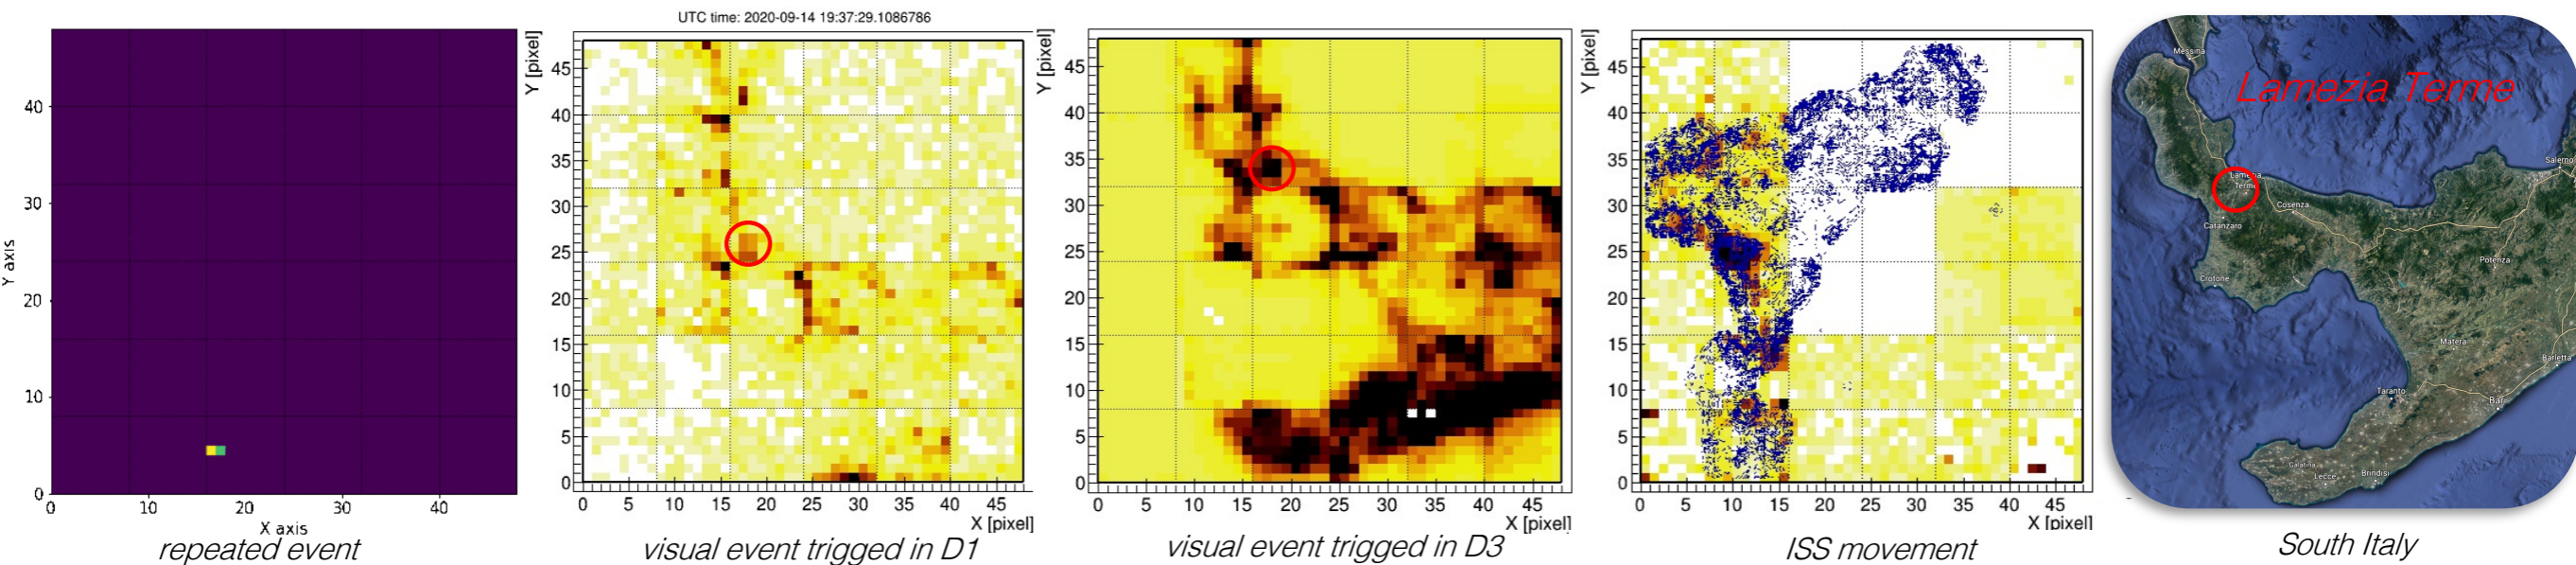 UTC time: 2020-09-14 19:37:29.1086786
Y axis
40
30
20
10
0
0 10 20 30 40
X axis
repeated event
Y [pixel]
45
40
35
30
25
20
15
10
5
0
0 5 10 15 20 25 30 35 40 45
X [pixel]
visual event trigged in D1
Y [pixel]
45
40
35
30
25
20
15
10
5
0
0 5 10 15 20 25 30 35 40 45
X [pixel]
visual event trigged in D3
Y [pixel]
45
40
35
30
25
20
15
10
5
0
0 5 10 15 20 25 30 35 40 45
X [pixel]
ISS movement
Messina
Lamezia Terme
Salerno
Lamezia
Terme
Cosenza
Catanzaro
Potenza
Crotone
Matera
Barletta
Taranto
Bari
Galatina
Lecce
Brindisi
South Italy